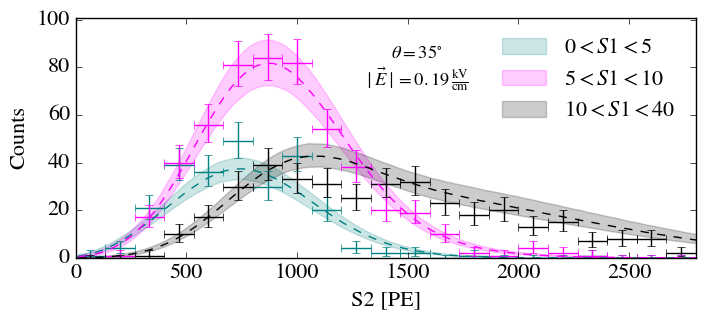 100
80
60
40
20
0
Counts
θ = 35°
|E⃗| = 0.19 kV/cm
0 < S1 < 5
5 < S1 < 10
10 < S1 < 40
0 500 1000 1500 2000 2500
S2 [PE]